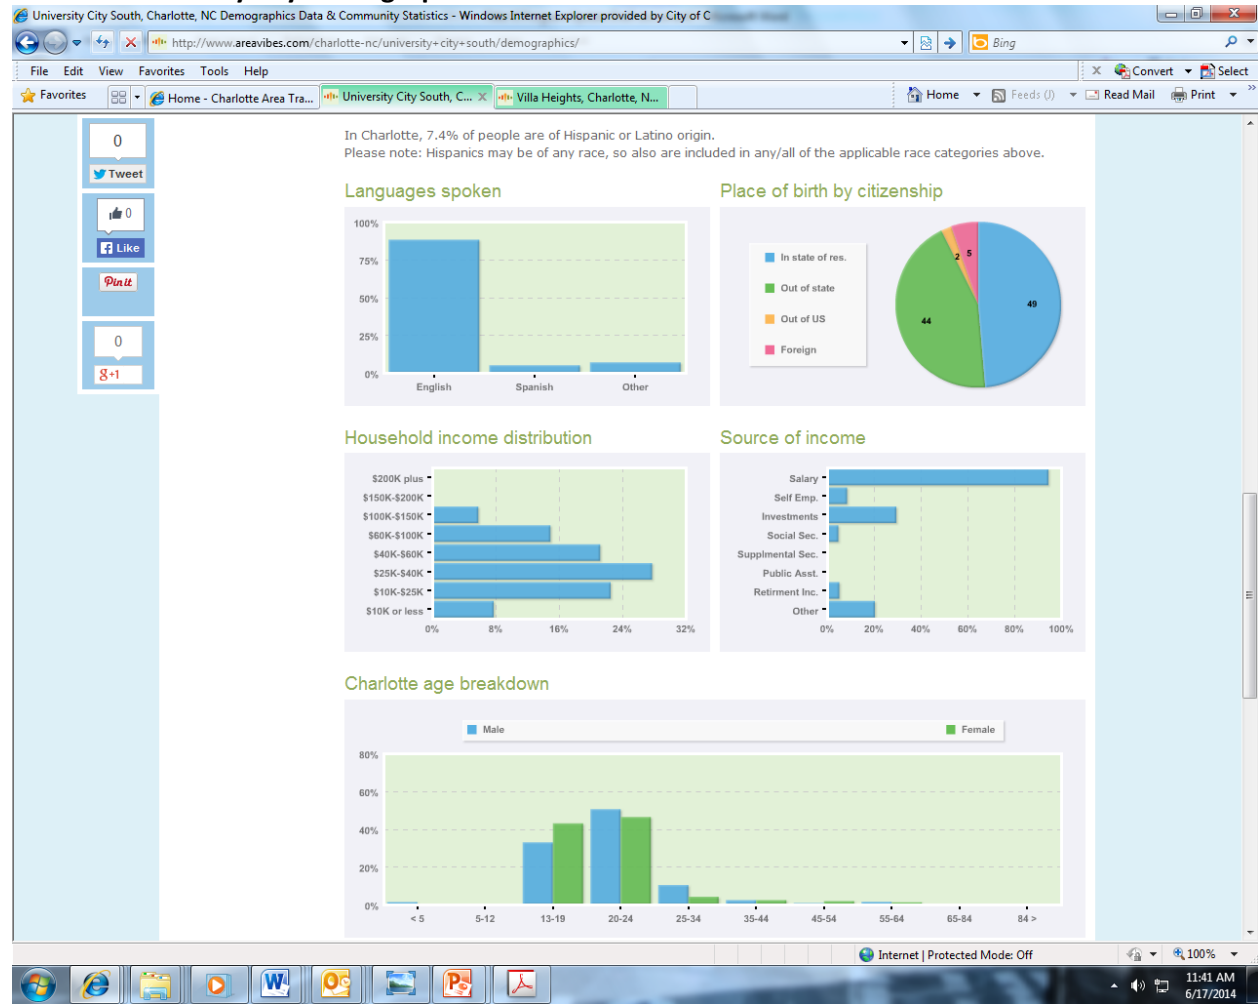 University City South, Charlotte, NC Demographics Data & Community Statistics - Windows Internet Explorer provided by City of C
http://www.areavibes.com/charlotte-nc/university+city+south/demographics/
Bing
File Edit View Favorites Tools Help
Convert Select
Favorites
Home - Charlotte Area Tra...
University City South, C... X
Villa Heights, Charlotte, N...
Home Feeds (J) Read Mail Print
In Charlotte, 7.4% of people are of Hispanic or Latino origin.
Please note: Hispanics may be of any race, so also are included in any/all of the applicable race categories above.
0
Tweet
0
Like
Pin it
0
g+1
Languages spoken
100%
75%
50%
25%
0%
English Spanish Other
Place of birth by citizenship
In state of res.
Out of state
Out of US
Foreign
2 5
49
44
Household income distribution
$200K plus
$150K-$200K
$100K-$150K
$60K-$100K
$40K-$60K
$25K-$40K
$10K-$25K
$10K or less
0% 8% 16% 24% 32%
Source of income
Salary
Self Emp.
Investments
Social Sec.
Supplmental Sec.
Public Asst.
Retirment Inc.
Other
0% 20% 40% 60% 80% 100%
Charlotte age breakdown
Male Female
80%
60%
40%
20%
0%
< 5 5-12 13-19 20-24 25-34 35-44 45-54 55-64 65-84 84 >
Internet | Protected Mode: Off
100%
11:41 AM
6/17/2014